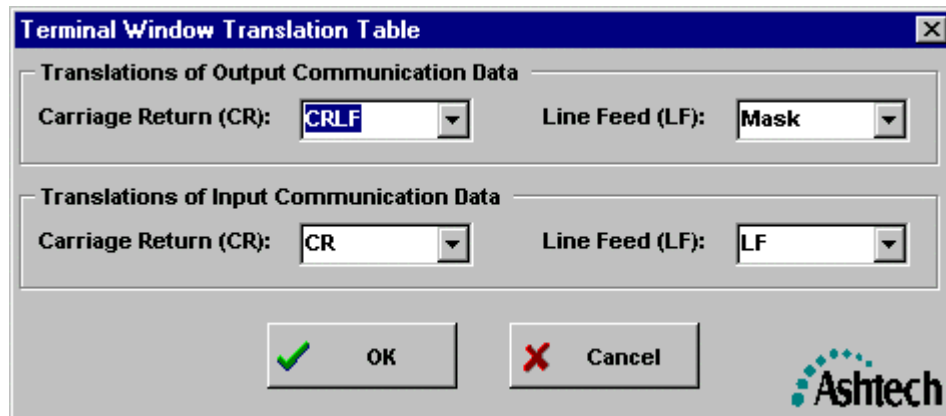 Terminal Window Translation Table
Translations of Output Communication Data
Carriage Return (CR): CRLF Line Feed (LF): Mask
Translations of Input Communication Data
Carriage Return (CR): CR Line Feed (LF): LF
OK Cancel
Ashtech